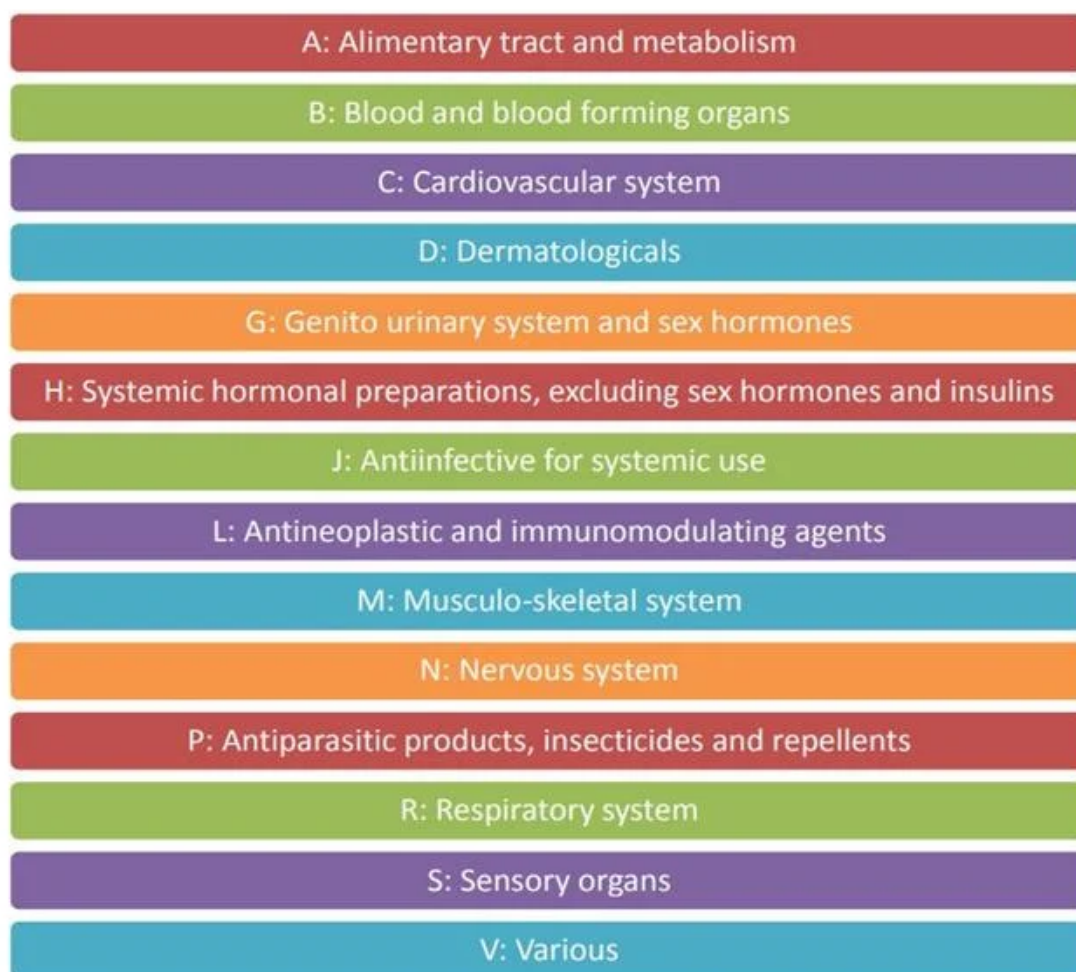 A: Alimentary tract and metabolism
B: Blood and blood forming organs
C: Cardiovascular system
D: Dermatologicals
G: Genito urinary system and sex hormones
H: Systemic hormonal preparations, excluding sex hormones and insulins
J: Antiinfective for systemic use
L: Antineoplastic and immunomodulating agents
M: Musculo-skeletal system
N: Nervous system
P: Antiparasitic products, insecticides and repellents
R: Respiratory system
S: Sensory organs
V: Various